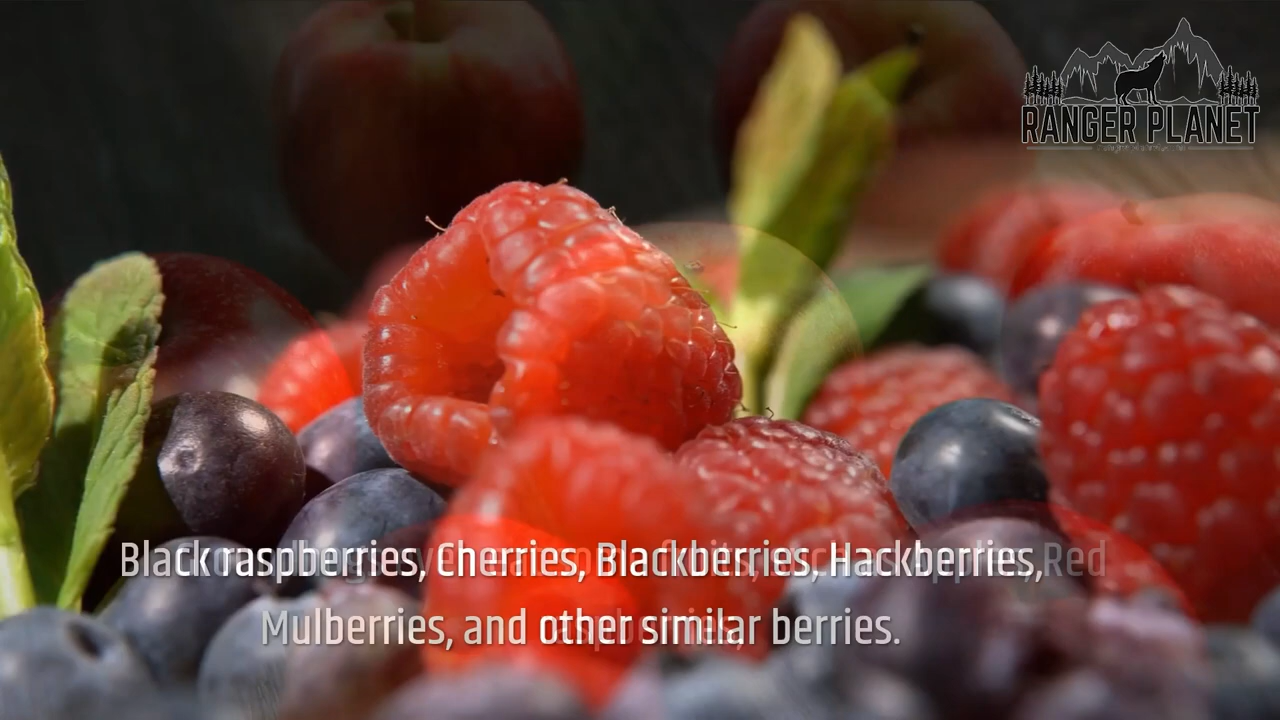 RANGER PLANET
Black raspberries, Cherries, Blackberries, Hackberries, Red
Mulberries, and other similar berries.